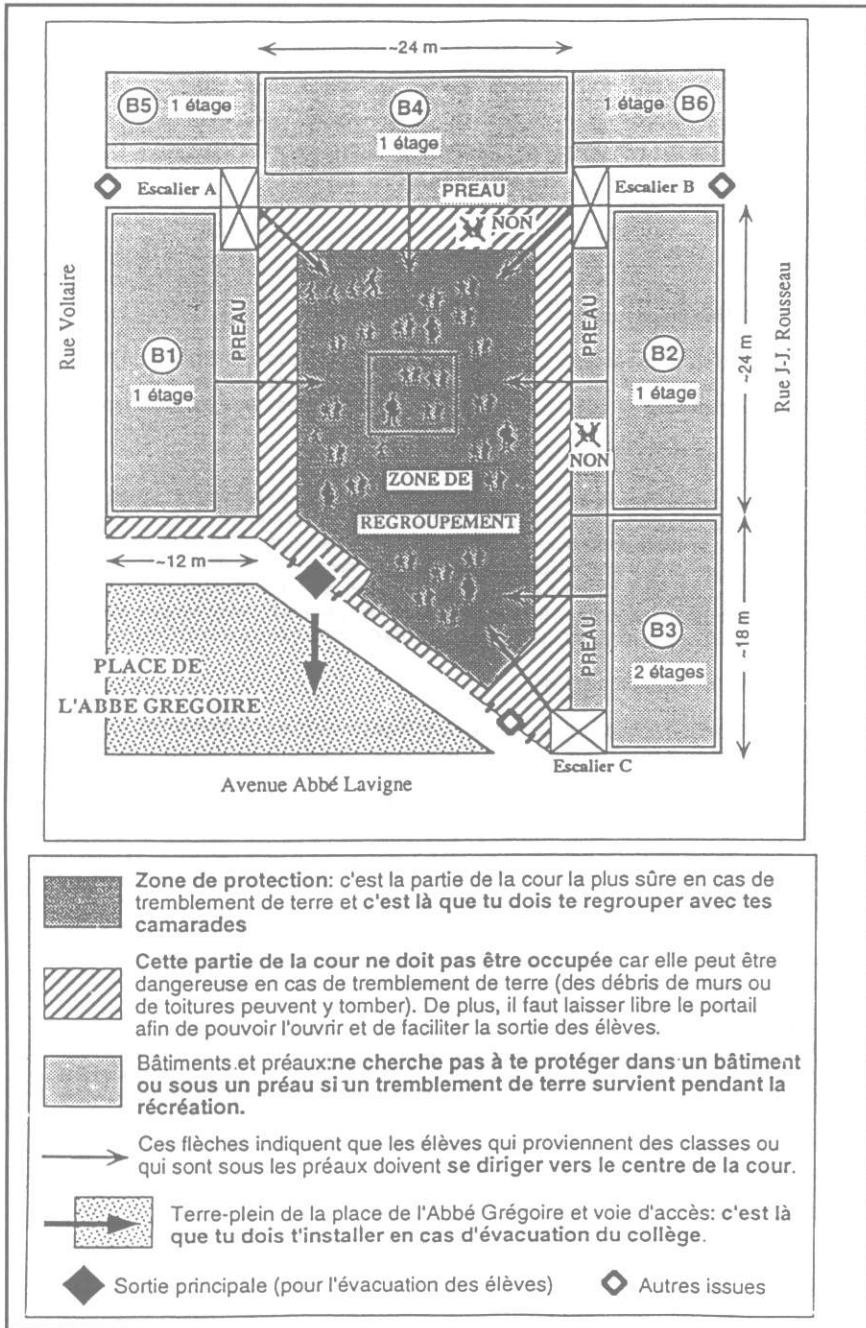 ~24 m
B5 1 étage
B4
1 étage
1 étage B6
Escalier A
PREAU
Escalier B
NON
Rue Voltaire
B1
1 étage
PREAU
PREAU
B2
1 étage
~24 m
Rue J-J. Rousseau
NON
ZONE DE
REGROUPEMENT
~12 m
PREAU
B3
2 étages
~18 m
PLACE DE
L'ABBE GREGOIRE
Escalier C
Avenue Abbé Lavigne
Zone de protection: c'est la partie de la cour la plus sûre en cas de
tremblement de terre et c'est là que tu dois te regrouper avec tes
camarades
Cette partie de la cour ne doit pas être occupée car elle peut être
dangereuse en cas de tremblement de terre (des débris de murs ou
de toitures peuvent y tomber). De plus, il faut laisser libre le portail
afin de pouvoir l'ouvrir et de faciliter la sortie des élèves.
Bâtiments et préaux:ne cherche pas à te protéger dans un bâtiment
ou sous un préau si un tremblement de terre survient pendant la
récréation.
Ces flèches indiquent que les élèves qui proviennent des classes ou
qui sont sous les préaux doivent se diriger vers le centre de la cour.
Terre-plein de la place de l'Abbé Grégoire et voie d'accès: c'est là
que tu dois t'installer en cas d'évacuation du collège.
Sortie principale (pour l'évacuation des élèves)
Autres issues